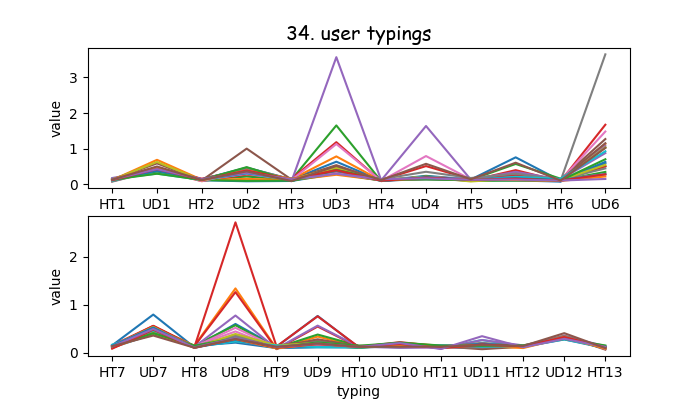 34. user typings
value
3
2
1
0
HT1 UD1 HT2 UD2 HT3 UD3 HT4 UD4 HT5 UD5 HT6 UD6
value
2
1
0
HT7 UD7 HT8 UD8 HT9 UD9 HT10 UD10 HT11 UD11 HT12 UD12 HT13
typing